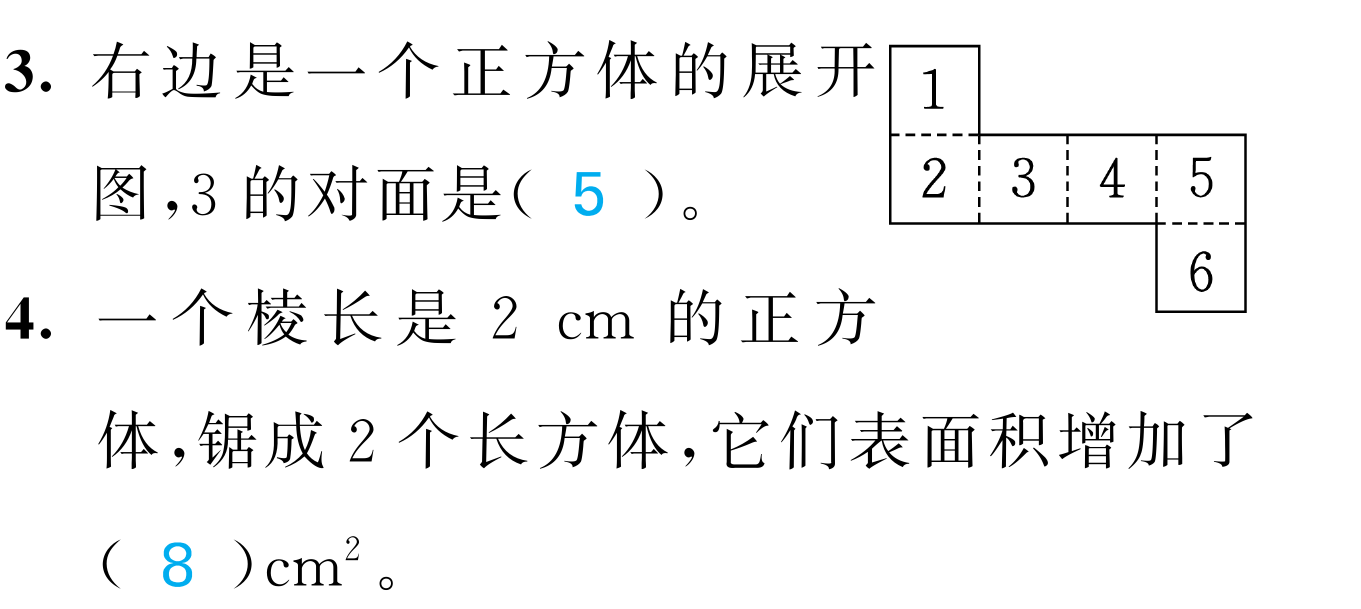 3. 右边是一个正方体的展开
图,3 的对面是( 5 )。
1
2 3 4 5
6
4. 一个棱长是 2 cm 的正方
体,锯成 2 个长方体,它们表面积增加了
( 8 )cm²。